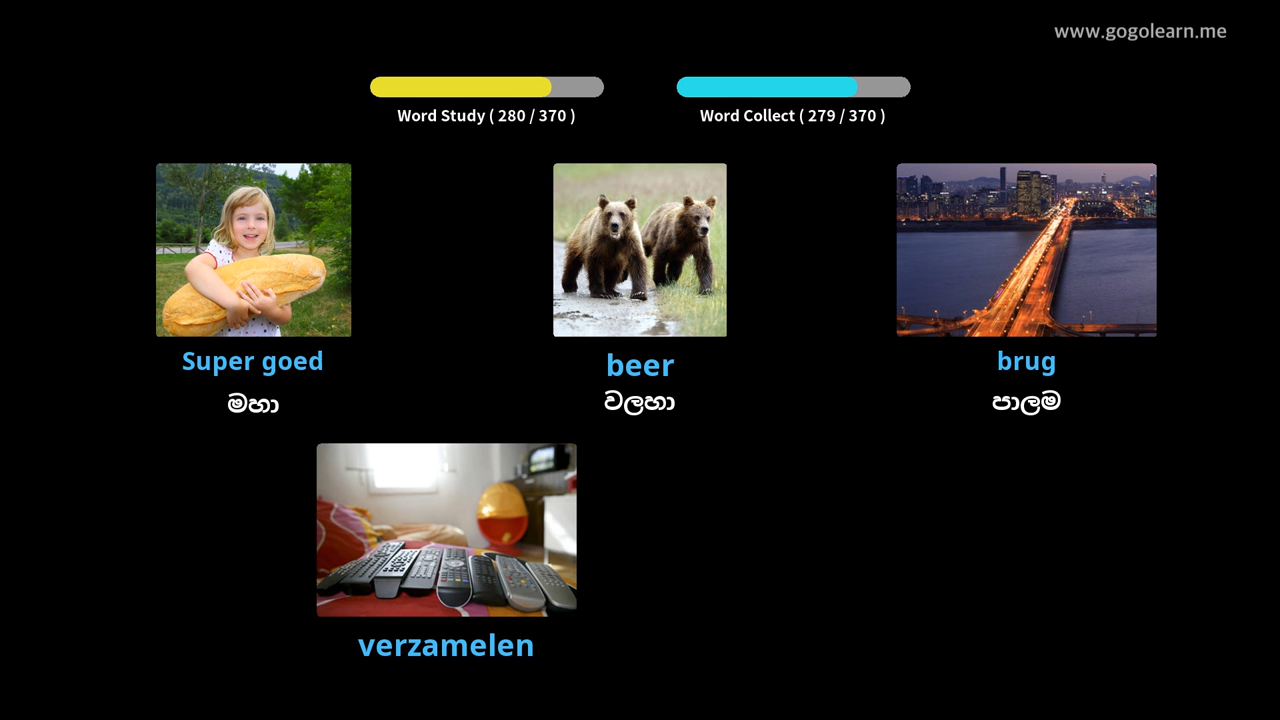 www.gogolearn.me
Word Study ( 280 / 370 )
Word Collect ( 279 / 370 )
Super goed
මහා
beer
වලහා
brug
පාලම
verzamelen